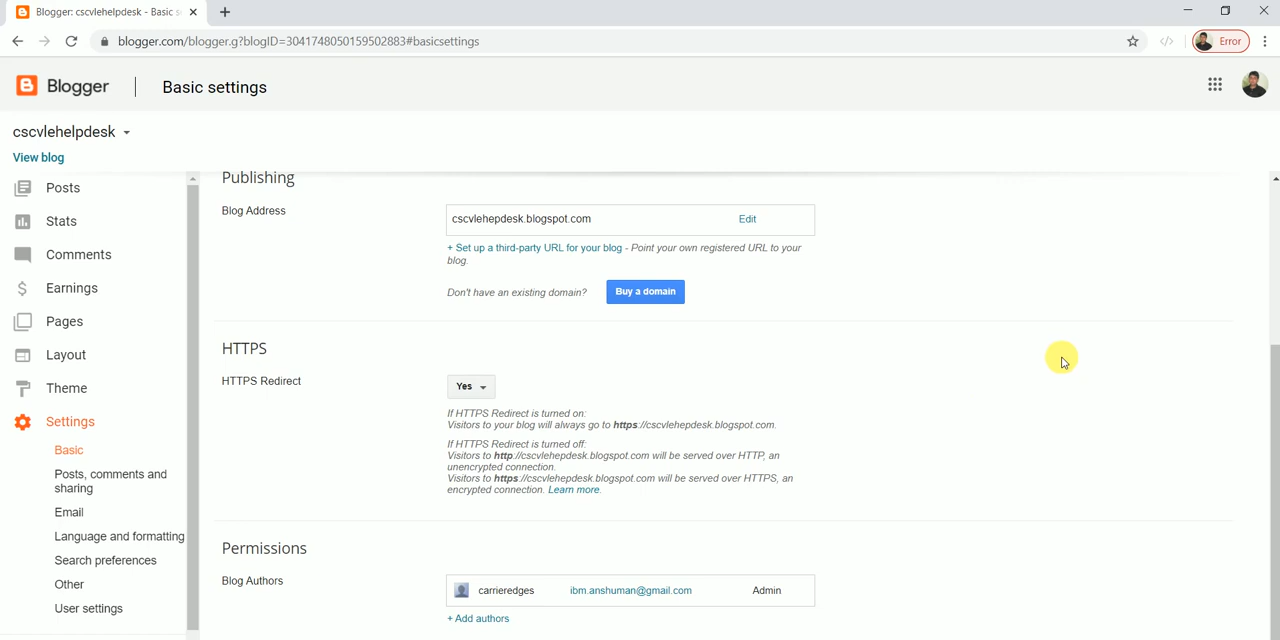 Blogger: cscvlehelpdesk - Basic s
blogger.com/blogger.g?blogID=3041748050159502883#basicsettings
Error
Blogger
Basic settings
cscvlehelpdesk
View blog
Posts
Stats
Comments
Earnings
Pages
Layout
Theme
Settings
Basic
Posts, comments and
sharing
Email
Language and formatting
Search preferences
Other
User settings
Publishing
Blog Address
cscvlehepdesk.blogspot.com
Edit
+ Set up a third-party URL for your blog - Point your own registered URL to your
blog.
Don't have an existing domain?
Buy a domain
HTTPS
HTTPS Redirect
Yes
If HTTPS Redirect is turned on:
Visitors to your blog will always go to https://cscvlehepdesk.blogspot.com.
If HTTPS Redirect is turned off:
Visitors to http://cscvlehepdesk.blogspot.com will be served over HTTP, an
unencrypted connection.
Visitors to https://cscvlehepdesk.blogspot.com will be served over HTTPS, an
encrypted connection. Learn more.
Permissions
Blog Authors
carrieredges
ibm.anshuman@gmail.com
Admin
+ Add authors